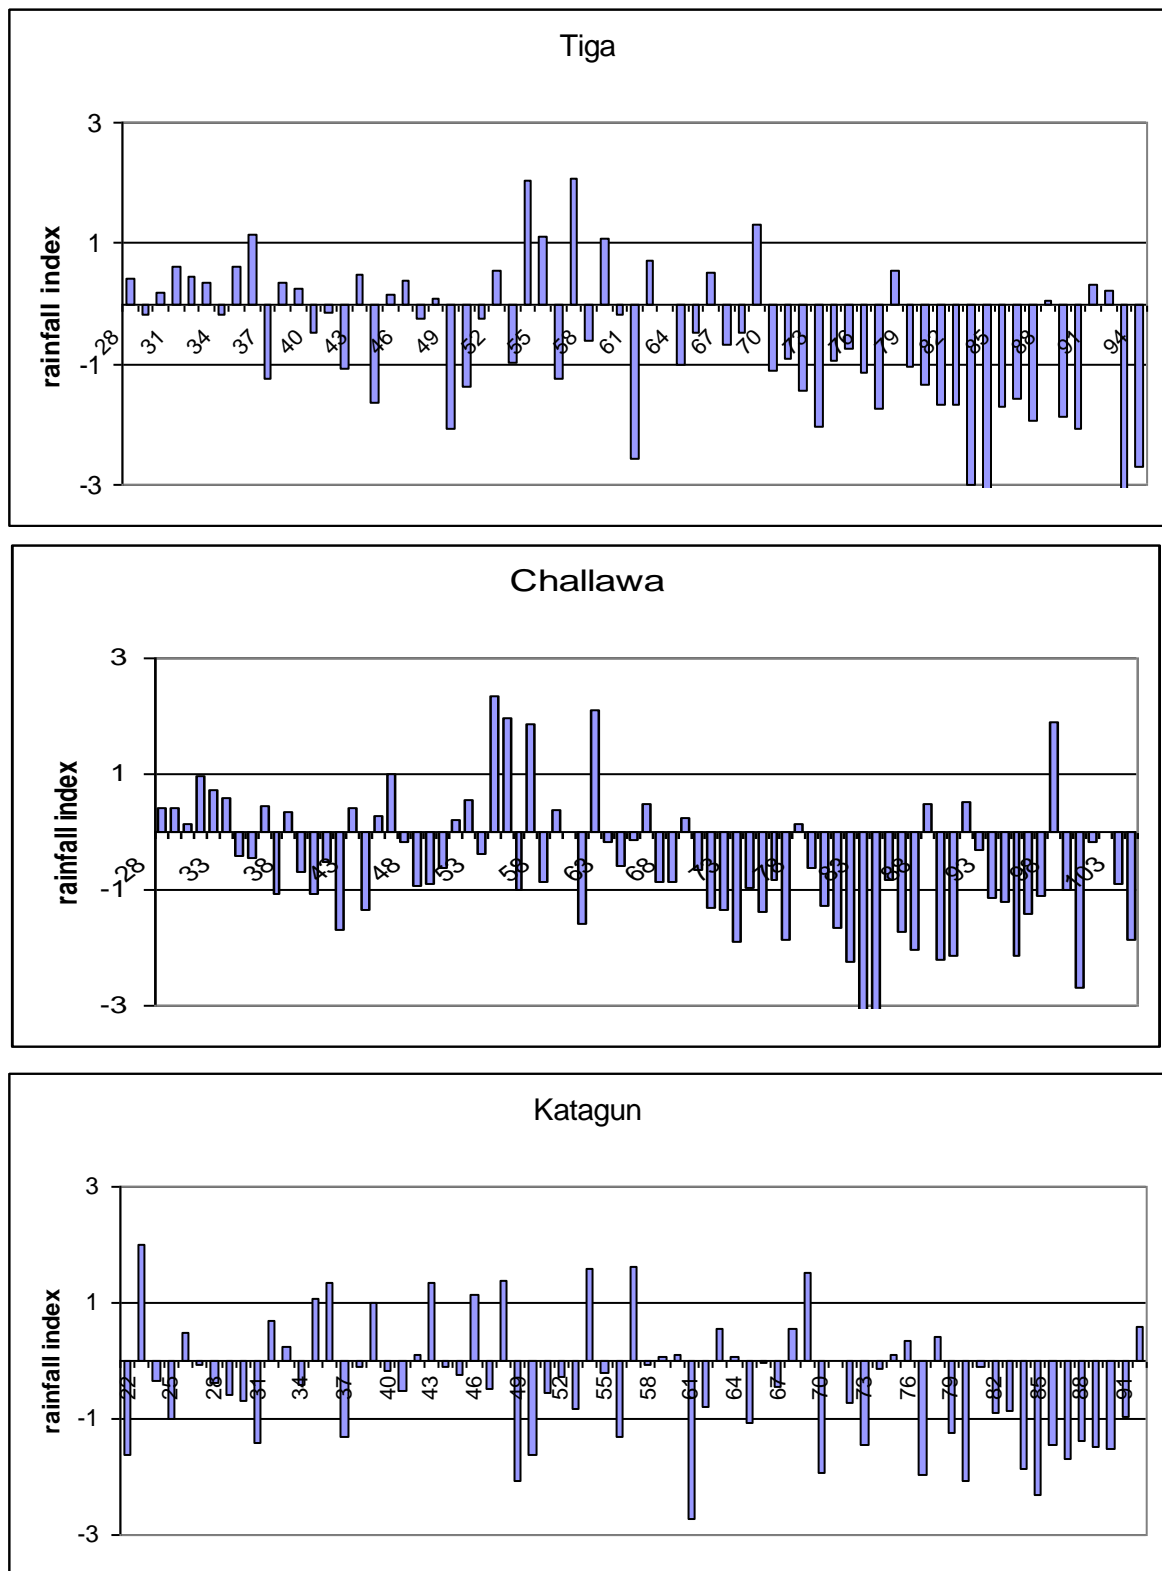 Tiga
3
1
-1
-3
rainfall index
28 31 34 37 40 43 46 49 52 55 58 61 64 67 70 73 76 79 82 85 88 91 94
Challawa
3
1
-1
-3
rainfall index
28 33 38 43 48 53 58 63 68 73 78 83 88 93 98 103
Katagun
3
1
-1
-3
rainfall index
22 25 28 31 34 37 40 43 46 49 52 55 58 61 64 67 70 73 76 79 82 85 88 91